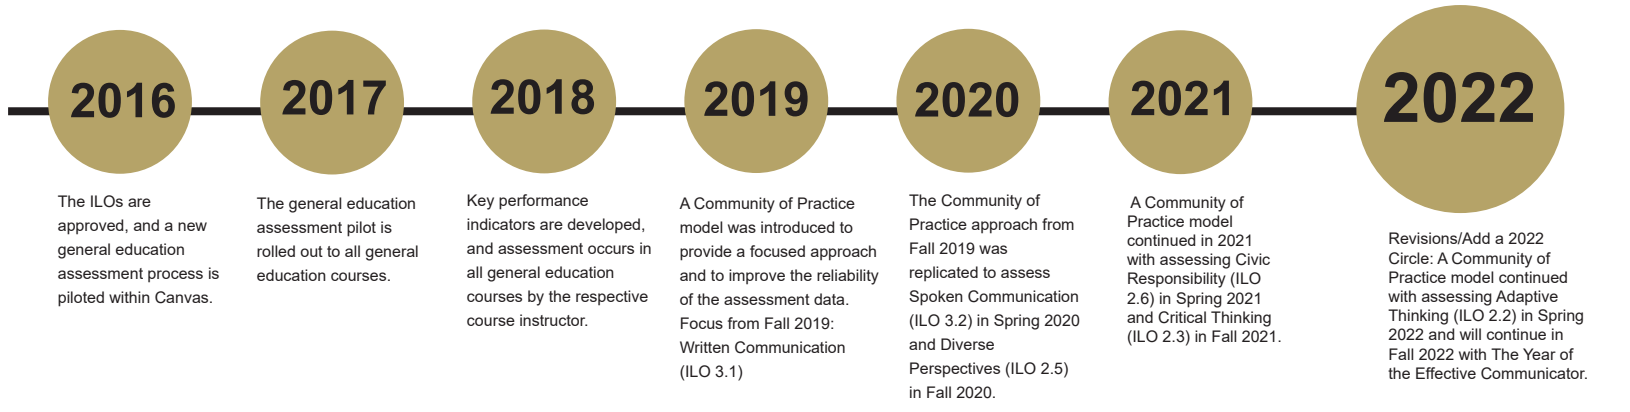 2016
The ILOs are
approved, and a new
general education
assessment process is
piloted within Canvas.
2017
The general education
assessment pilot is
rolled out to all general
education courses.
2018
Key performance
indicators are developed,
and assessment occurs in
all general education
courses by the respective
course instructor.
2019
A Community of Practice
model was introduced to
provide a focused approach
and to improve the reliability
of the assessment data.
Focus from Fall 2019:
Written Communication
(ILO 3.1)
2020
The Community of
Practice approach from
Fall 2019 was
replicated to assess
Spoken Communication
(ILO 3.2) in Spring 2020
and Diverse
Perspectives (ILO 2.5)
in Fall 2020.
2021
A Community of
Practice model
continued in 2021
with assessing Civic
Responsibility (ILO
2.6) in Spring 2021
and Critical Thinking
(ILO 2.3) in Fall 2021.
2022
Revisions/Add a 2022
Circle: A Community of
Practice model continued
with assessing Adaptive
Thinking (ILO 2.2) in Spring
2022 and will continue in
Fall 2022 with The Year of
the Effective Communicator.